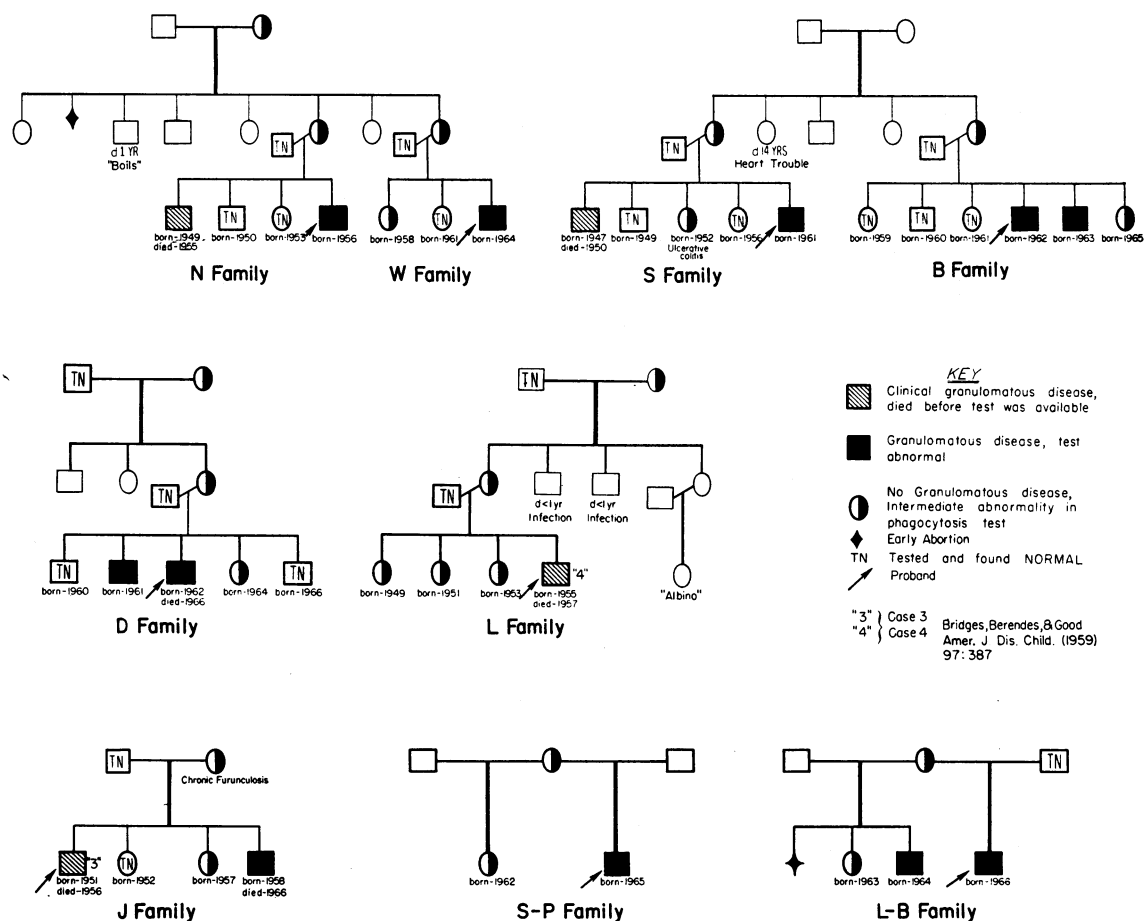 d 1 YR
"Boils"
TN
TN
TN
TN
TN
born-1949
died-1955
born-1950
born-1953
born-1956
born-1958
born-1961
born-1964
N Family
W Family
d 14 YRS
Heart Trouble
TN
TN
TN
TN
TN
TN
TN
born-1947
died-1950
born-1949
born-1952
Ulcerative
colitis
born-1956
born-1961
born-1959
born-1960
born-1961
born-1962
born-1963
born-1965
S Family
B Family
TN
TN
TN
TN
born-1960
born-1961
born-1962
died-1966
born-1964
born-1966
D Family
TN
TN
d<1yr
Infection
d<1yr
Infection
"4"
born-1949
born-1951
born-1953
born-1955
died-1957
"Albino"
L Family
KEY
Clinical granulomatous disease,
died before test was available
Granulomatous disease, test
abnormal
No Granulomatous disease,
Intermediate abnormality in
phagocytosis test
Early Abortion
TN Tested and found NORMAL
Proband
"3" } Case 3
"4" } Case 4
Bridges, Berendes, & Good
Amer. J Dis. Child. (1959)
97:387
TN
Chronic Furunculosis
"3"
TN
born-1951
died-1956
born-1952
born-1957
born-1958
died-1966
J Family
born-1962
born-1965
S-P Family
TN
born-1963
born-1964
born-1966
L-B Family